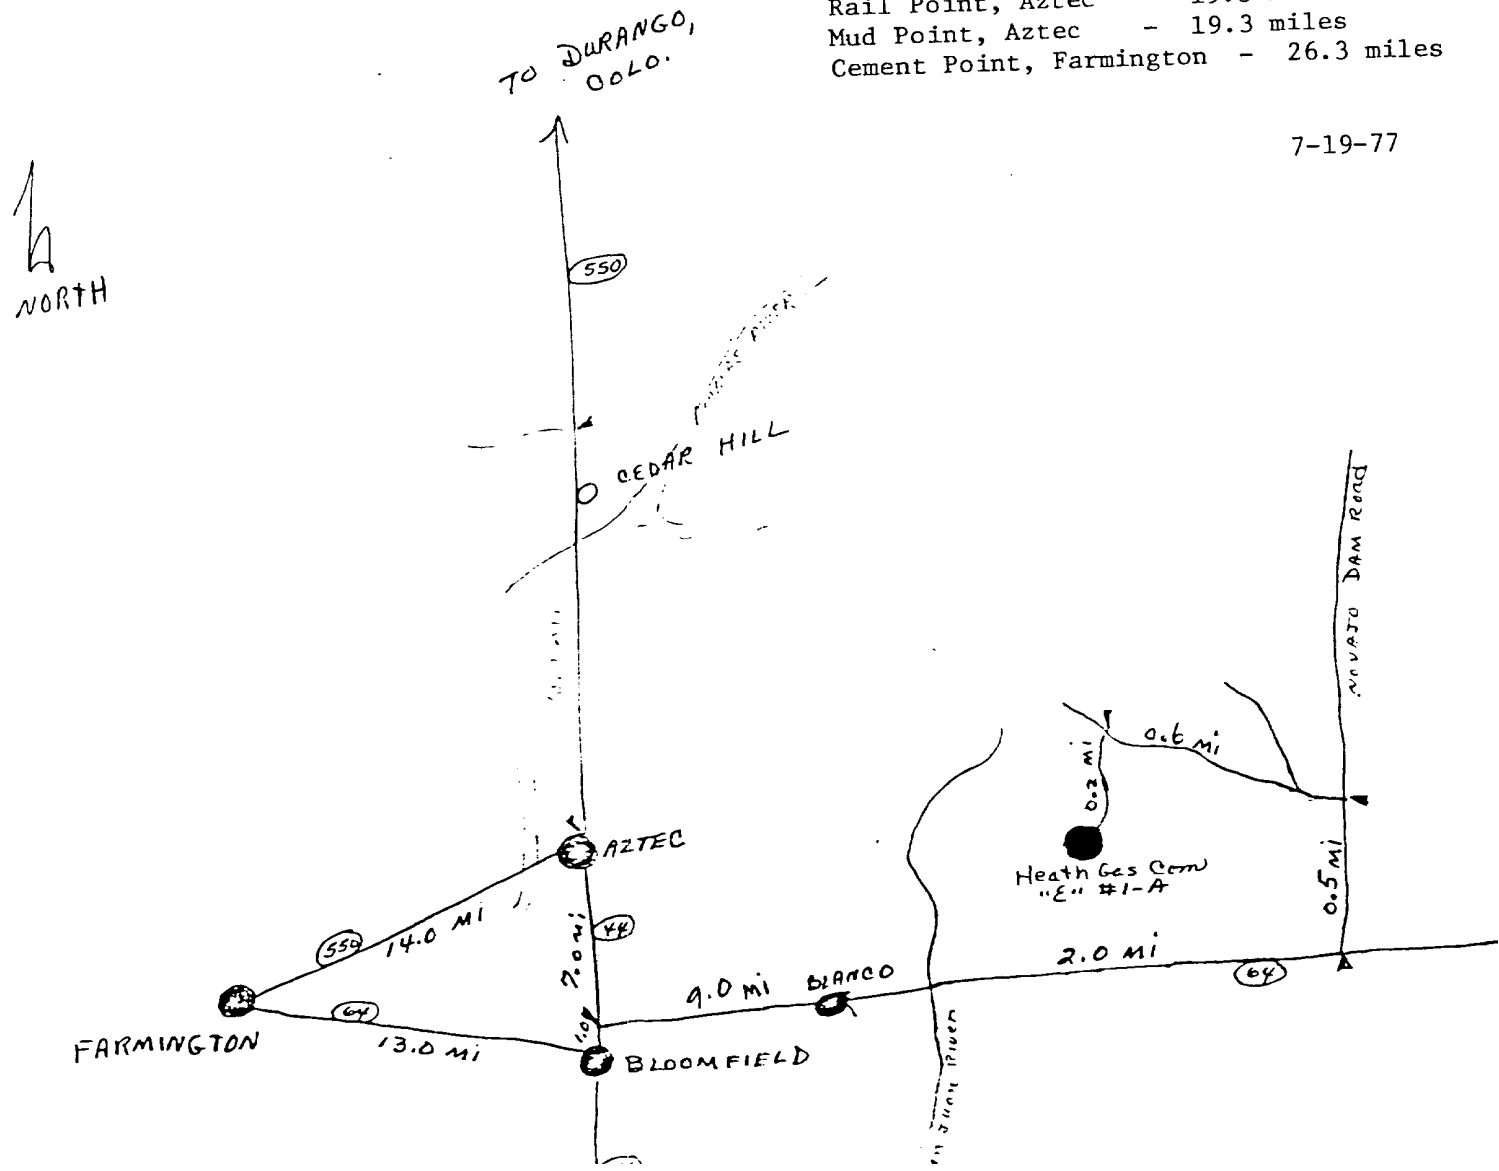 Rail Point, Aztec
Mud Point, Aztec - 19.3 miles
Cement Point, Farmington - 26.3 miles
7-19-77
TO DURANGO,
COLO.
NORTH
550
CEDAR HILL
NOVAJO DAM ROAD
0.6 Mi
0.2 Mi
AZTEC
Heath Gas Com
"E" #1-A
0.5 Mi
550
14.0 MI
7.0 Mi
44
2.0 Mi
64
9.0 Mi
BLANCO
64
FARMINGTON
13.0 Mi
1.0
BLOOMFIELD
JUAN RIVER